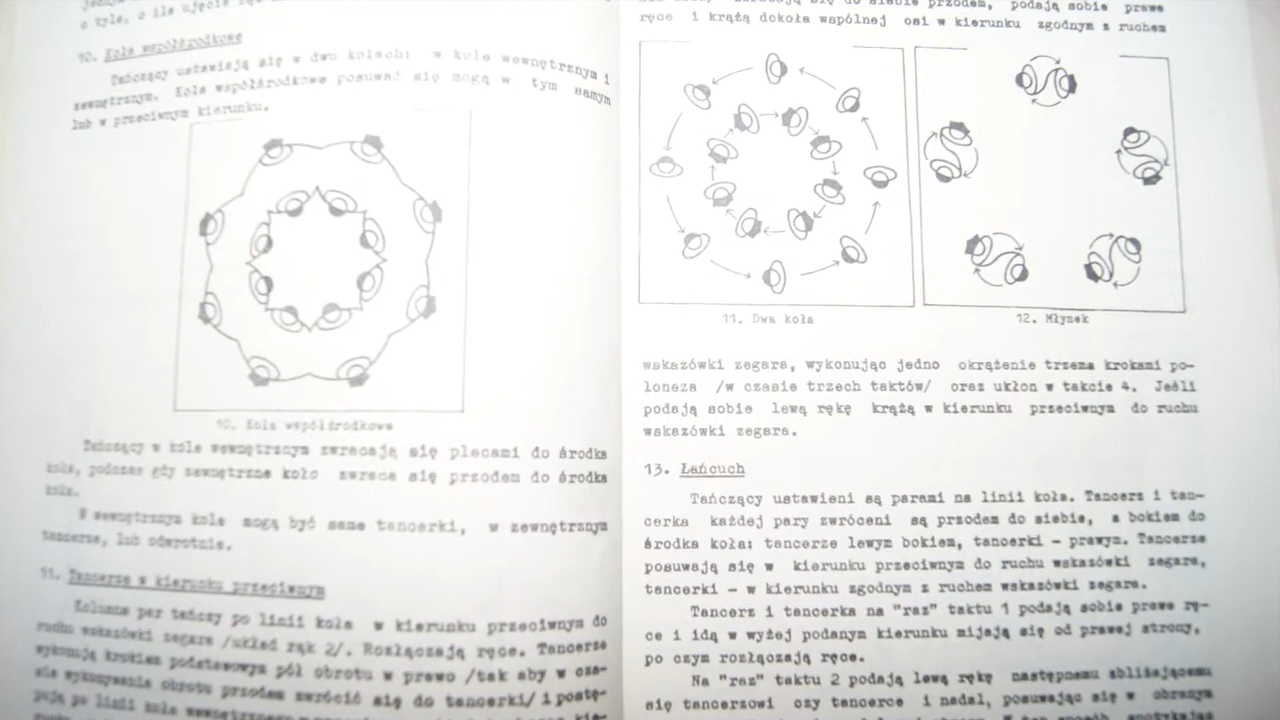 o tyle, o ile ujęcie
10. Koła współśrodkowe
Tańczący ustawiają się w dwu kołach: w kole wewnętrznym i
zewnętrznym. Koła współśrodkowe posuwać się mogą w tym samym
lub w przeciwnym kierunku.
10. Koła współśrodkowe
Tańczący w kole wewnętrznym zwracają się plecami do środka
koła, podczas gdy zewnętrzne koło zwraca się przodem do środka
koła.
W wewnętrznym kole mogą być same tancerki, w zewnętrznym
tancerze, lub odwrotnie.
11. Tancerze w kierunku przeciwnym
Kolumna par tańczy po linii koła w kierunku przeciwnym do
ruchu wskazówki zegara /układ rąk 2/. Rozłączają ręce. Tancerze
wykonują krokiem podstawowym pół obrotu w prawo /tak aby w cza-
sie wykonywania obrotu przodem zwrócić się do tancerki/ i postę-
pują po linii koła
się do siebie przodem, podają sobie prawe
ręce i krążą dokoła wspólnej osi w kierunku zgodnym z ruchem
11. Dwa koła
12. Młynek
wskazówki zegara, wykonując jedno okrążenie trzema krokami po-
loneza /w czasie trzech taktów/ oraz ukłon w takcie 4. Jeśli
podają sobie lewą rękę krążą w kierunku przeciwnym do ruchu
wskazówki zegara.
13. Łańcuch
Tańczący ustawieni są parami na linii koła. Tancerz i tan-
cerka każdej pary zwróceni są przodem do siebie, a bokiem do
środka koła: tancerze lewym bokiem, tancerki - prawym. Tancerze
posuwają się w kierunku przeciwnym do ruchu wskazówki zegara,
tancerki - w kierunku zgodnym z ruchem wskazówki zegara.
Tancerz i tancerka na "raz" taktu 1 podają sobie prawe rę-
ce i idą w wyżej podanym kierunku mijają się od prawej strony,
po czym rozłączają ręce.
Na "raz" taktu 2 podają lewą rękę następnemu zbliżającemu
się tancerzowi czy tancerce i nadal, posuwając się w obranym